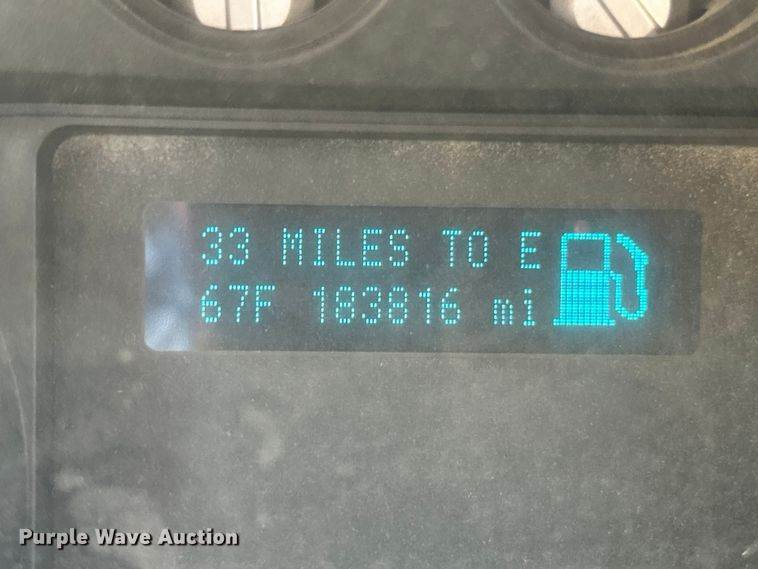 33 MILES TO E
67F 183816 mi
Purple Wave Auction